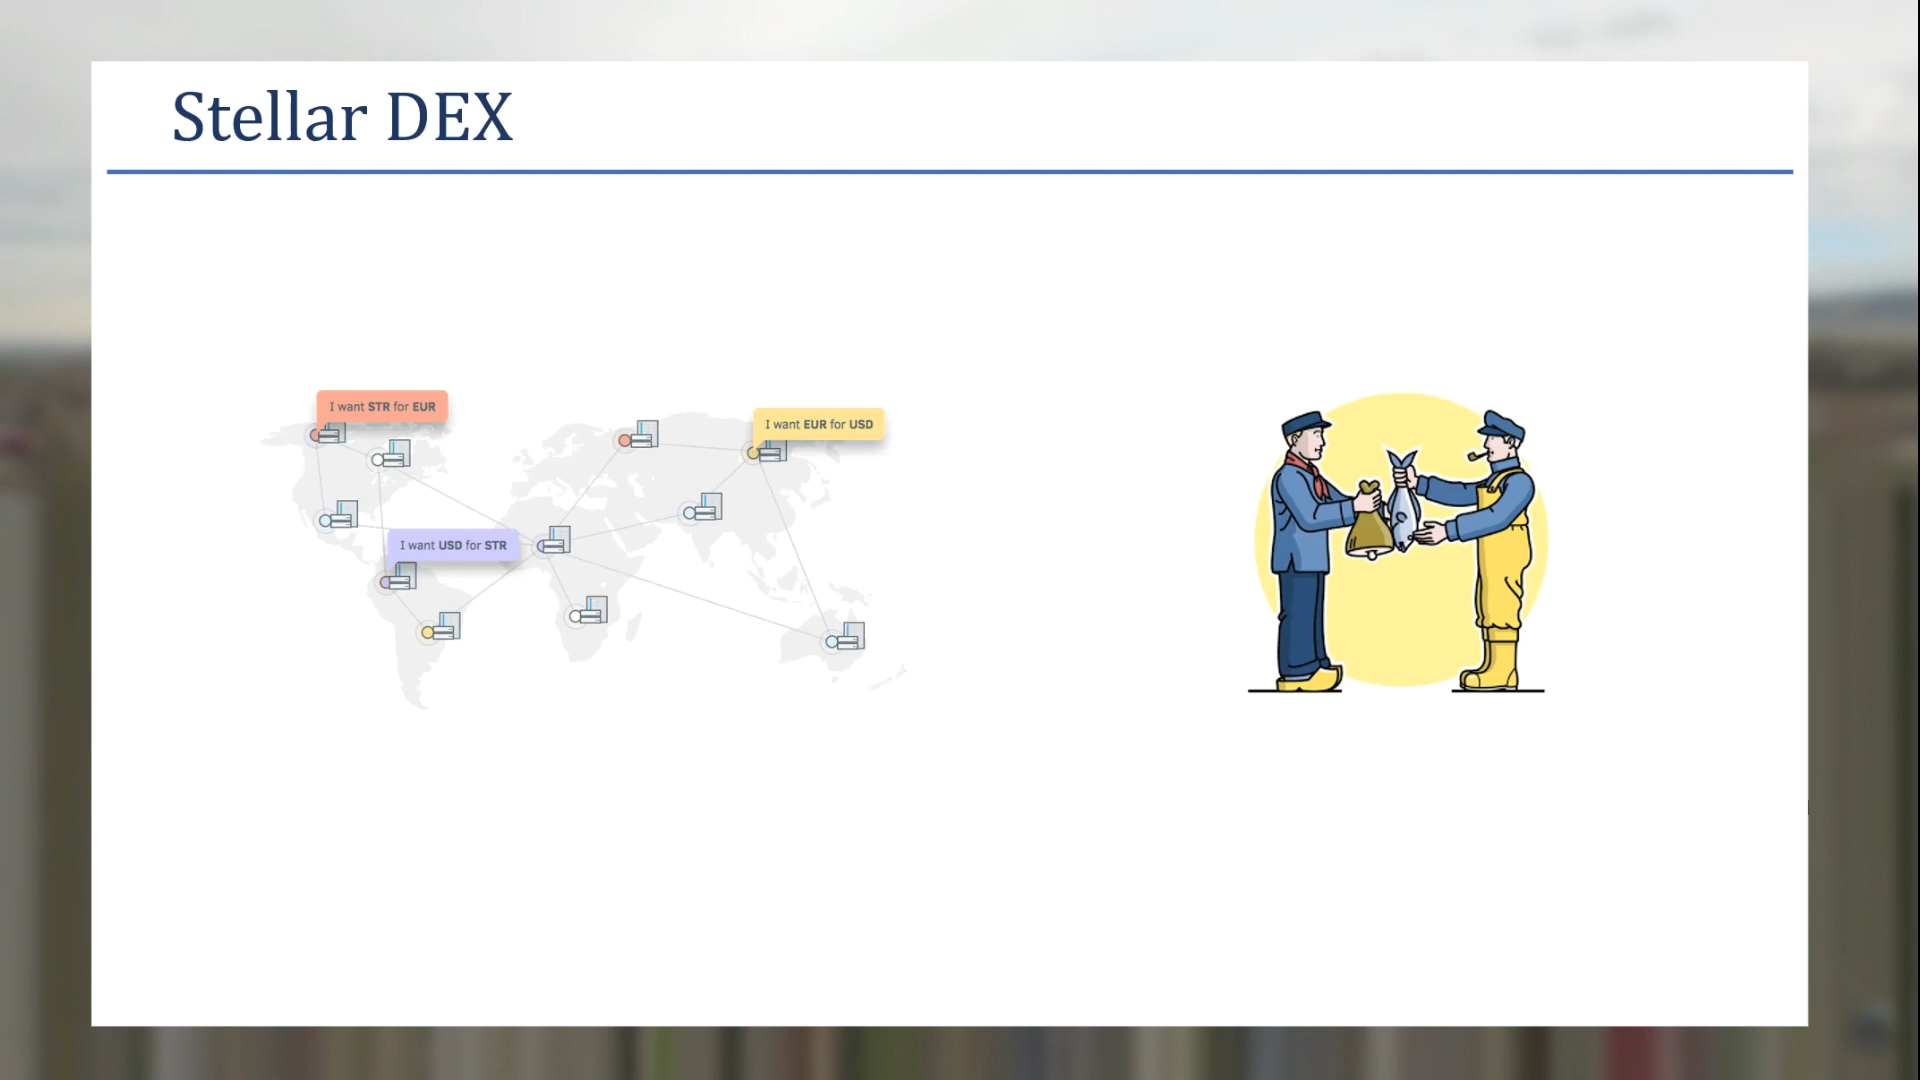 Stellar DEX
I want STR for EUR
I want EUR for USD
I want USD for STR